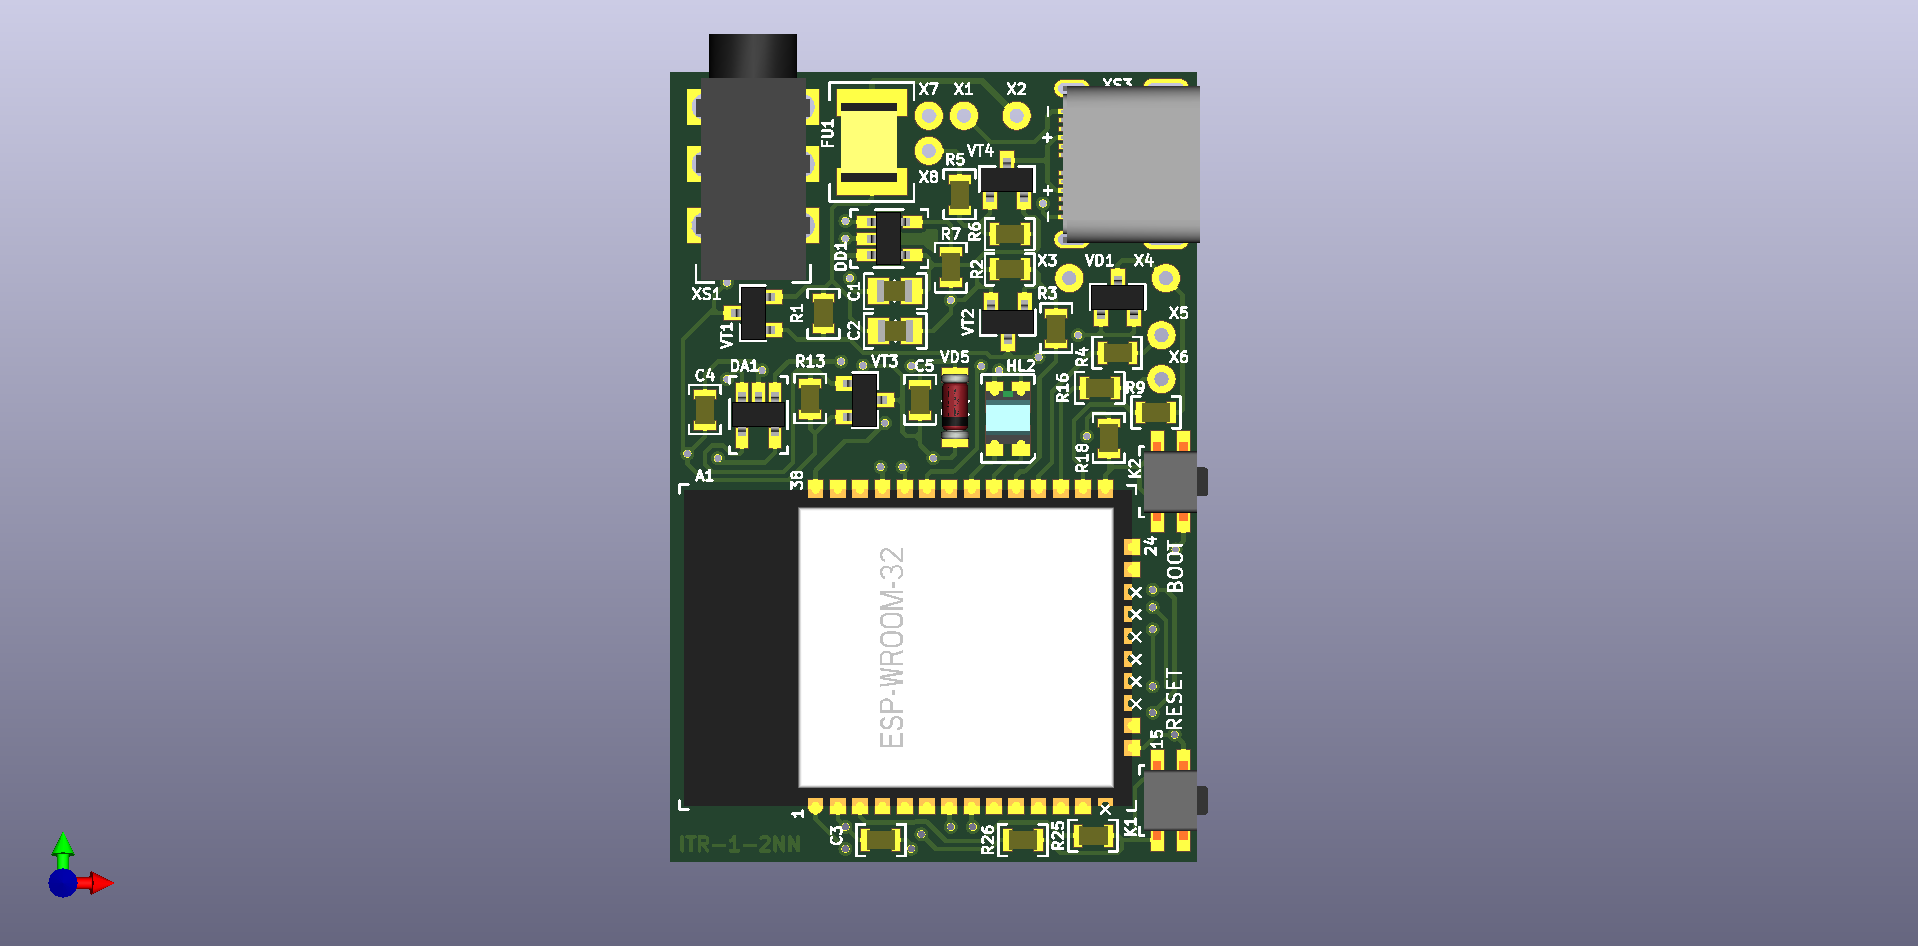 XS3
X7 X1 X2
FU1
-
+
VT4
R5
X8
+
-
R6
R7
DD1
R2
X3 VD1 X4
XS1
C1
R3
R1
X5
VT2
VT1
C2
R4
X6
DA1 R13 VT3 C5 VD5 HL2
C4
R16
R9
R18
K2
A1
38
24
BOOT
ESP-WROOM-32
RESET
15
1
K1
C3
R26
R25
ITR-1-2NN